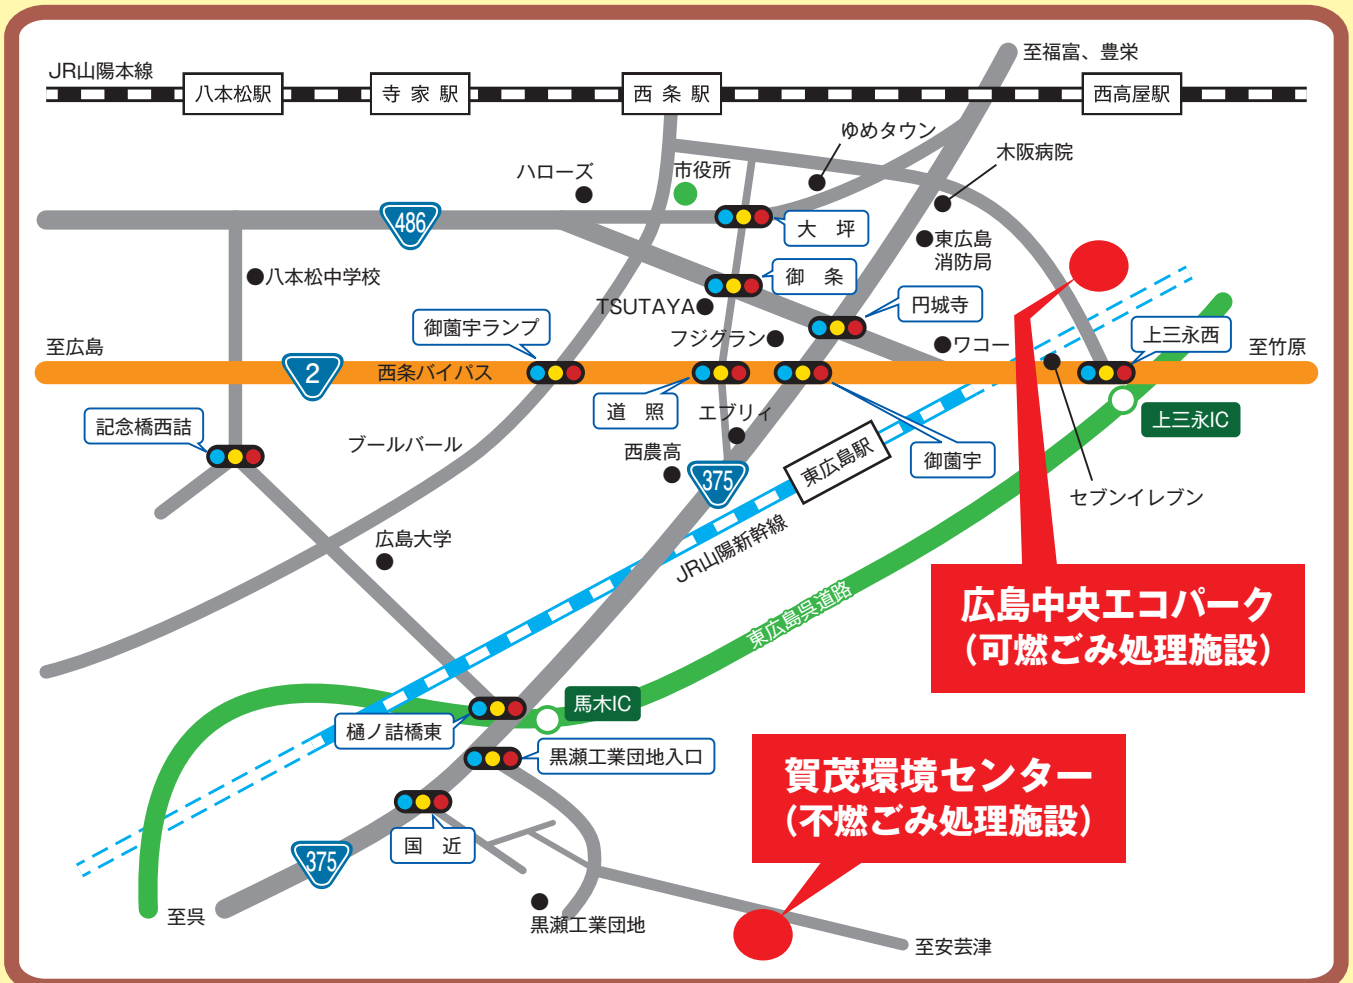 至福富、豊栄
JR山陽本線
八本松駅
寺家駅
西条駅
西高屋駅
ゆめタウン
木阪病院
ハローズ
市役所
486
大坪
東広島
消防局
八本松中学校
御条
TSUTAYA
円城寺
御薗宇ランプ
フジグラン
ワコー
上三永西
至広島
至竹原
2
西条バイパス
道照
エブリィ
上三永IC
記念橋西詰
ブールバール
西農高
375
東広島駅
御薗宇
セブンイレブン
広島大学
JR山陽新幹線
東広島呉道路
広島中央エコパーク
（可燃ごみ処理施設）
馬木IC
樋ノ詰橋東
黒瀬工業団地入口
賀茂環境センター
（不燃ごみ処理施設）
国近
375
至呉
黒瀬工業団地
至安芸津